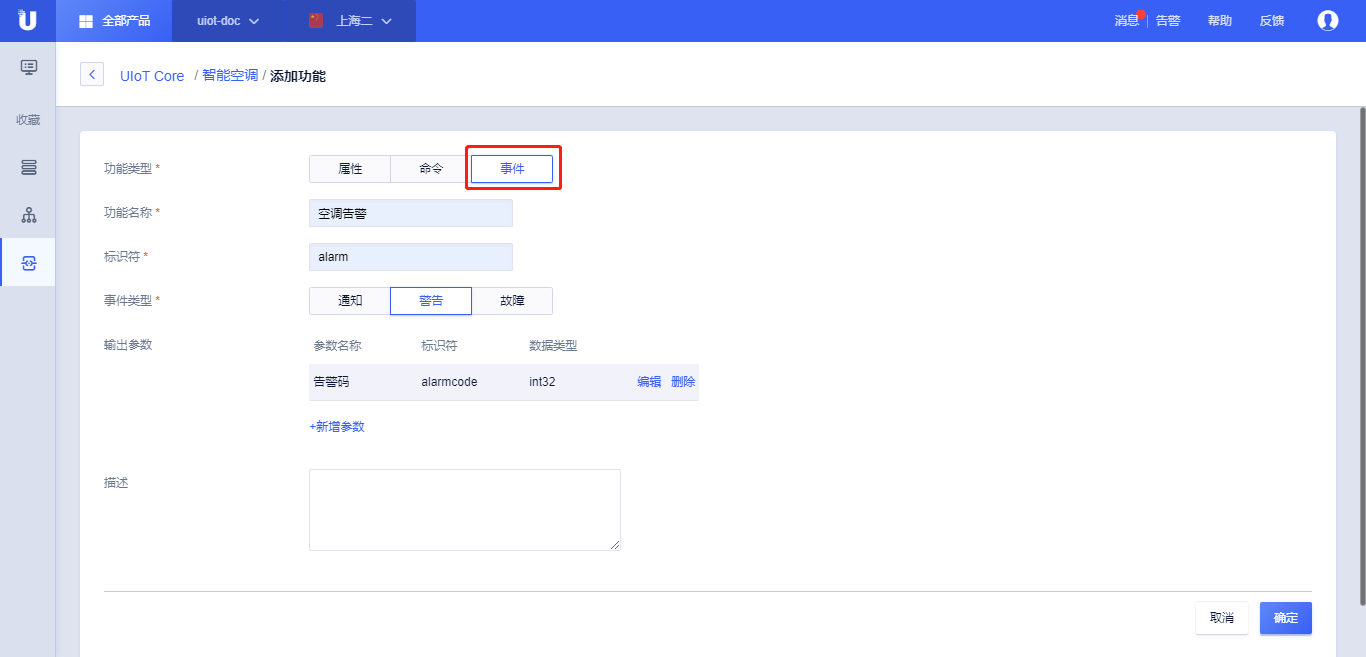 U 全部产品 uiot-doc 上海二 消息 告警 帮助 反馈
UIoT Core / 智能空调 / 添加功能
收藏
功能类型 * 属性 命令 事件
功能名称 * 空调告警
标识符 * alarm
事件类型 * 通知 警告 故障
输出参数 参数名称 标识符 数据类型
告警码 alarmcode int32 编辑 删除
+新增参数
描述
取消 确定